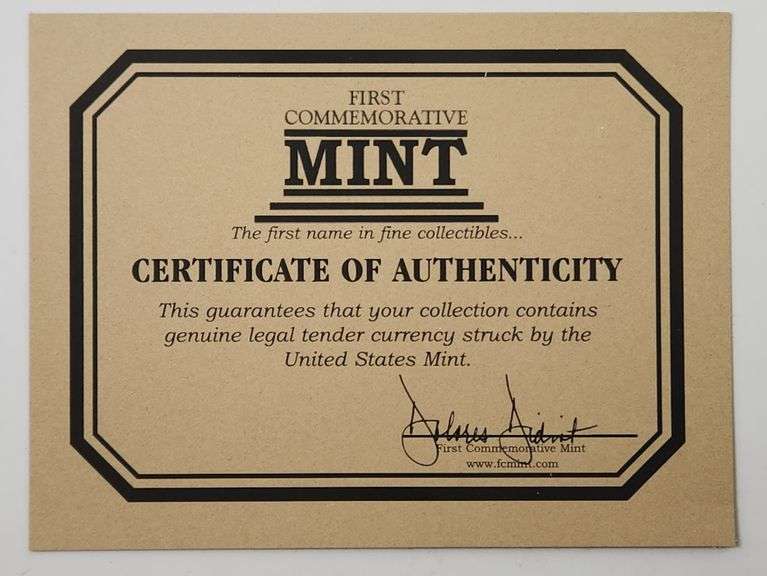 FIRST
COMMEMORATIVE
MINT
The first name in fine collectibles...
CERTIFICATE OF AUTHENTICITY
This guarantees that your collection contains
genuine legal tender currency struck by the
United States Mint.
Dolores
First Commemorative Mint
www.fcmint.com